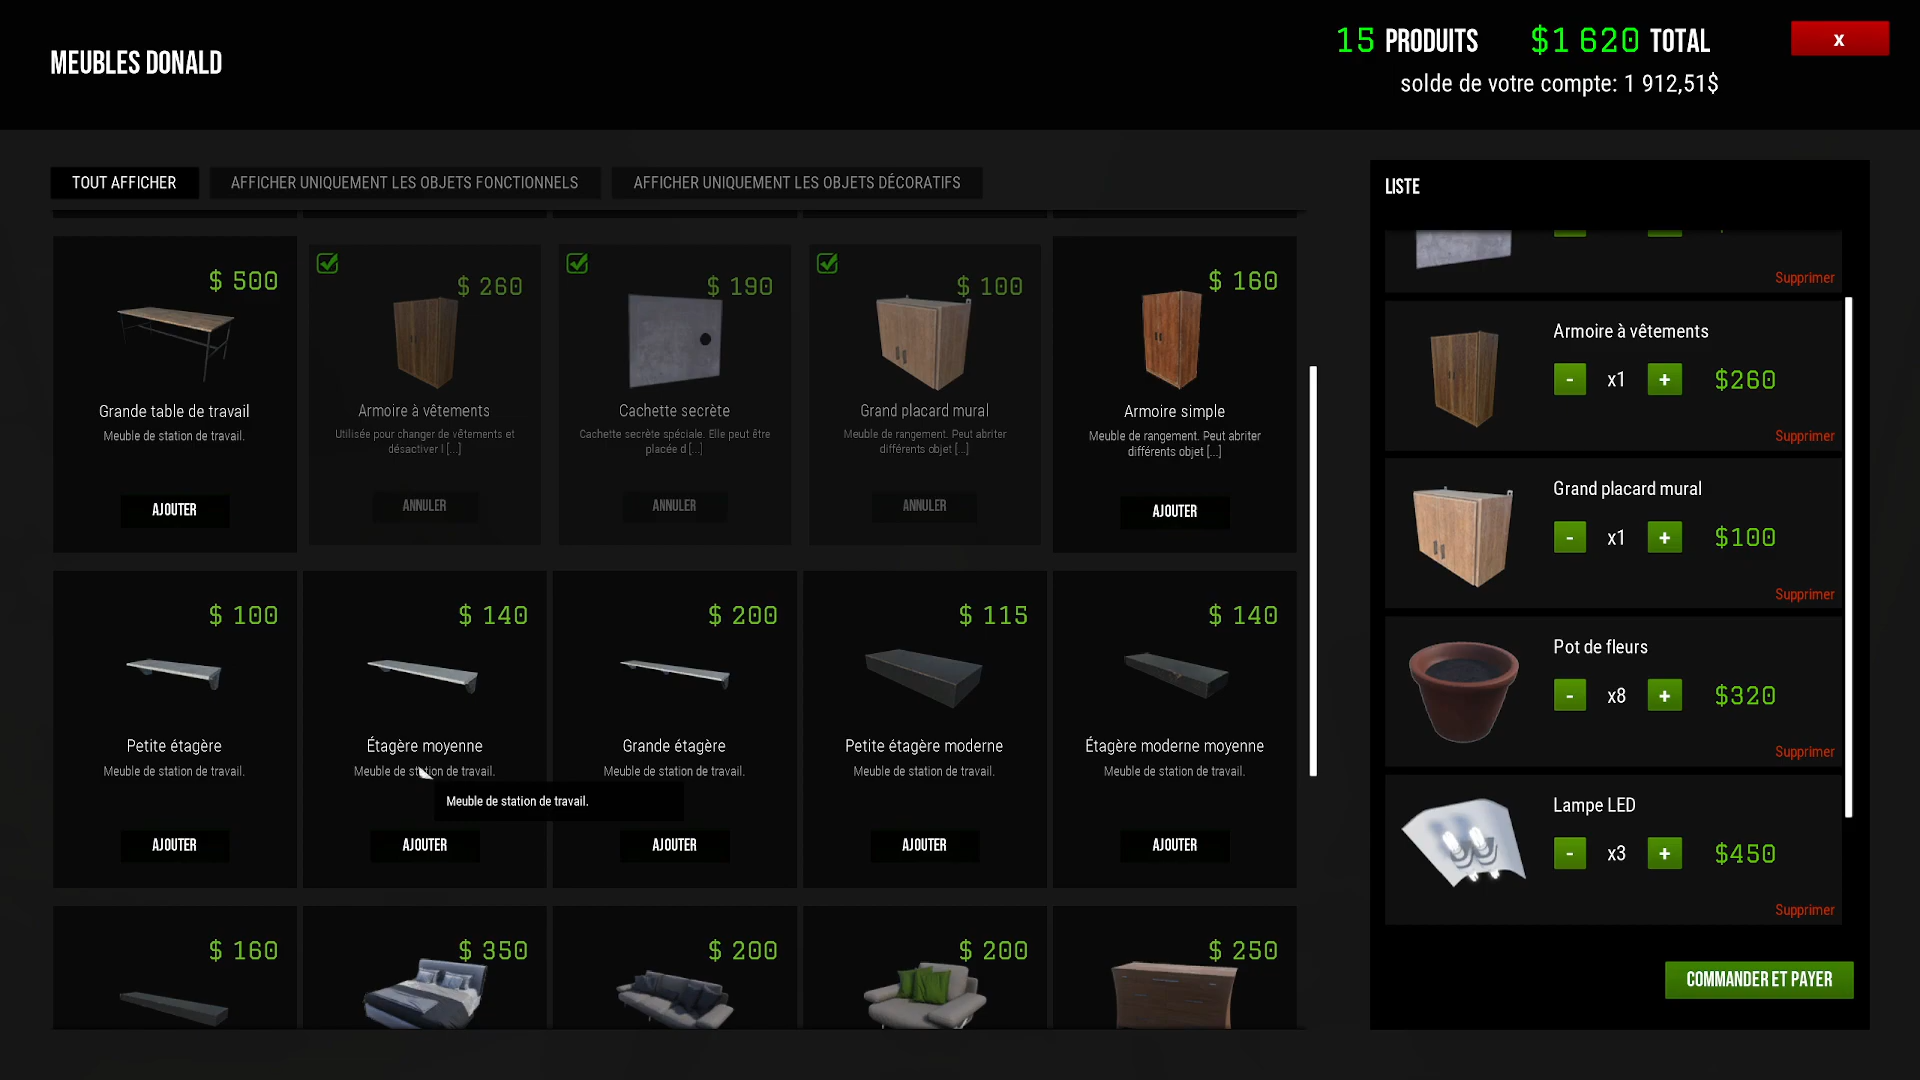 MEUBLES DONALD
15 PRODUITS $1 620 TOTAL
x
solde de votre compte: 1 912,51$
TOUT AFFICHER
AFFICHER UNIQUEMENT LES OBJETS FONCTIONNELS
AFFICHER UNIQUEMENT LES OBJETS DÉCORATIFS
$ 500
Grande table de travail
Meuble de station de travail.
AJOUTER
$ 260
Armoire à vêtements
Utilisée pour changer de vêtements et
désactiver l [...]
ANNULER
$ 190
Cachette secrète
Cachette secrète spéciale. Elle peut être
placée d [...]
ANNULER
$ 100
Grand placard mural
Meuble de rangement. Peut abriter
différents objet [...]
ANNULER
$ 160
Armoire simple
Meuble de rangement. Peut abriter
différents objet [...]
AJOUTER
$ 100
Petite étagère
Meuble de station de travail.
AJOUTER
$ 140
Étagère moyenne
Meuble de station de travail.
Meuble de station de travail.
AJOUTER
$ 200
Grande étagère
Meuble de station de travail.
AJOUTER
$ 115
Petite étagère moderne
Meuble de station de travail.
AJOUTER
$ 140
Étagère moderne moyenne
Meuble de station de travail.
AJOUTER
$ 160
$ 350
$ 200
$ 200
$ 250
LISTE
Supprimer
Armoire à vêtements
- x1 + $260
Supprimer
Grand placard mural
- x1 + $100
Supprimer
Pot de fleurs
- x8 + $320
Supprimer
Lampe LED
- x3 + $450
Supprimer
COMMANDER ET PAYER